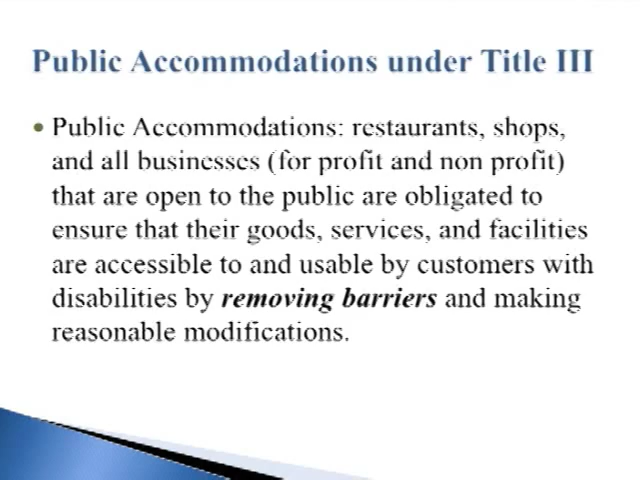 Public Accommodations under Title III
• Public Accommodations: restaurants, shops,
and all businesses (for profit and non profit)
that are open to the public are obligated to
ensure that their goods, services, and facilities
are accessible to and usable by customers with
disabilities by removing barriers and making
reasonable modifications.